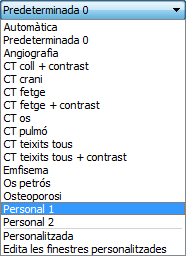 Predeterminada 0
Automàtica
Predeterminada 0
Angiografia
CT coll + contrast
CT crani
CT fetge
CT fetge + contrast
CT os
CT pulmó
CT teixits tous
CT teixits tous + contrast
Emfisema
Os petrós
Osteoporosi
Personal 1
Personal 2
Personalitzada
Edita les finestres personalitzades